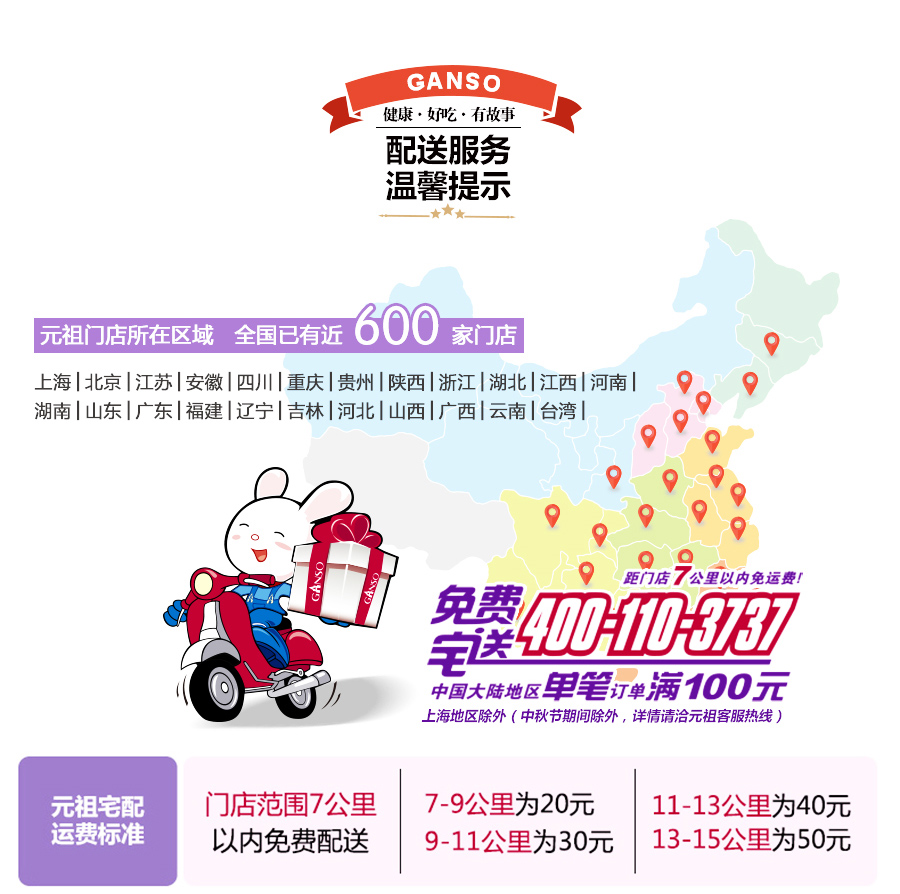 GANSO
健康·好吃·有故事
配送服务
温馨提示
元祖门店所在区域 全国已有近600家门店
上海|北京|江苏|安徽|四川|重庆|贵州|陕西|浙江|湖北|江西|河南|
湖南|山东|广东|福建|辽宁|吉林|河北|山西|广西|云南|台湾|
GANSO
GANSO
距门店7公里以内免运费!
免费
宅送
400-110-3737
中国大陆地区单笔订单满100元
上海地区除外(中秋节期间除外,详情请洽元祖客服热线)
元祖宅配
运费标准
门店范围7公里
以内免费配送
7-9公里为20元
9-11公里为30元
11-13公里为40元
13-15公里为50元